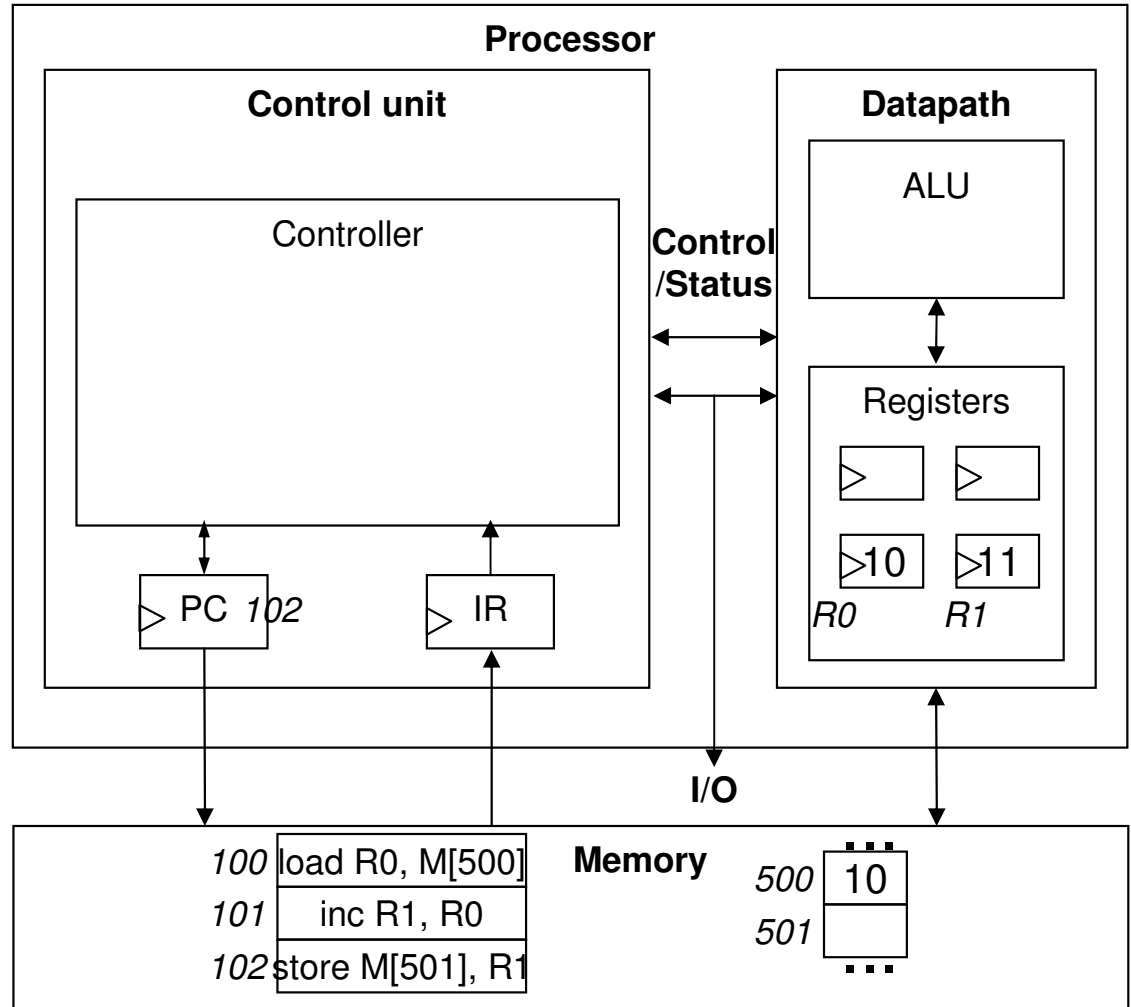 Processor
Control unit
Datapath
ALU
Controller
Control
/Status
Registers
10 11
R0 R1
PC 102
IR
I/O
Memory
100 load R0, M[500]
101 inc R1, R0
102 store M[501], R1
...
500 10
501
...